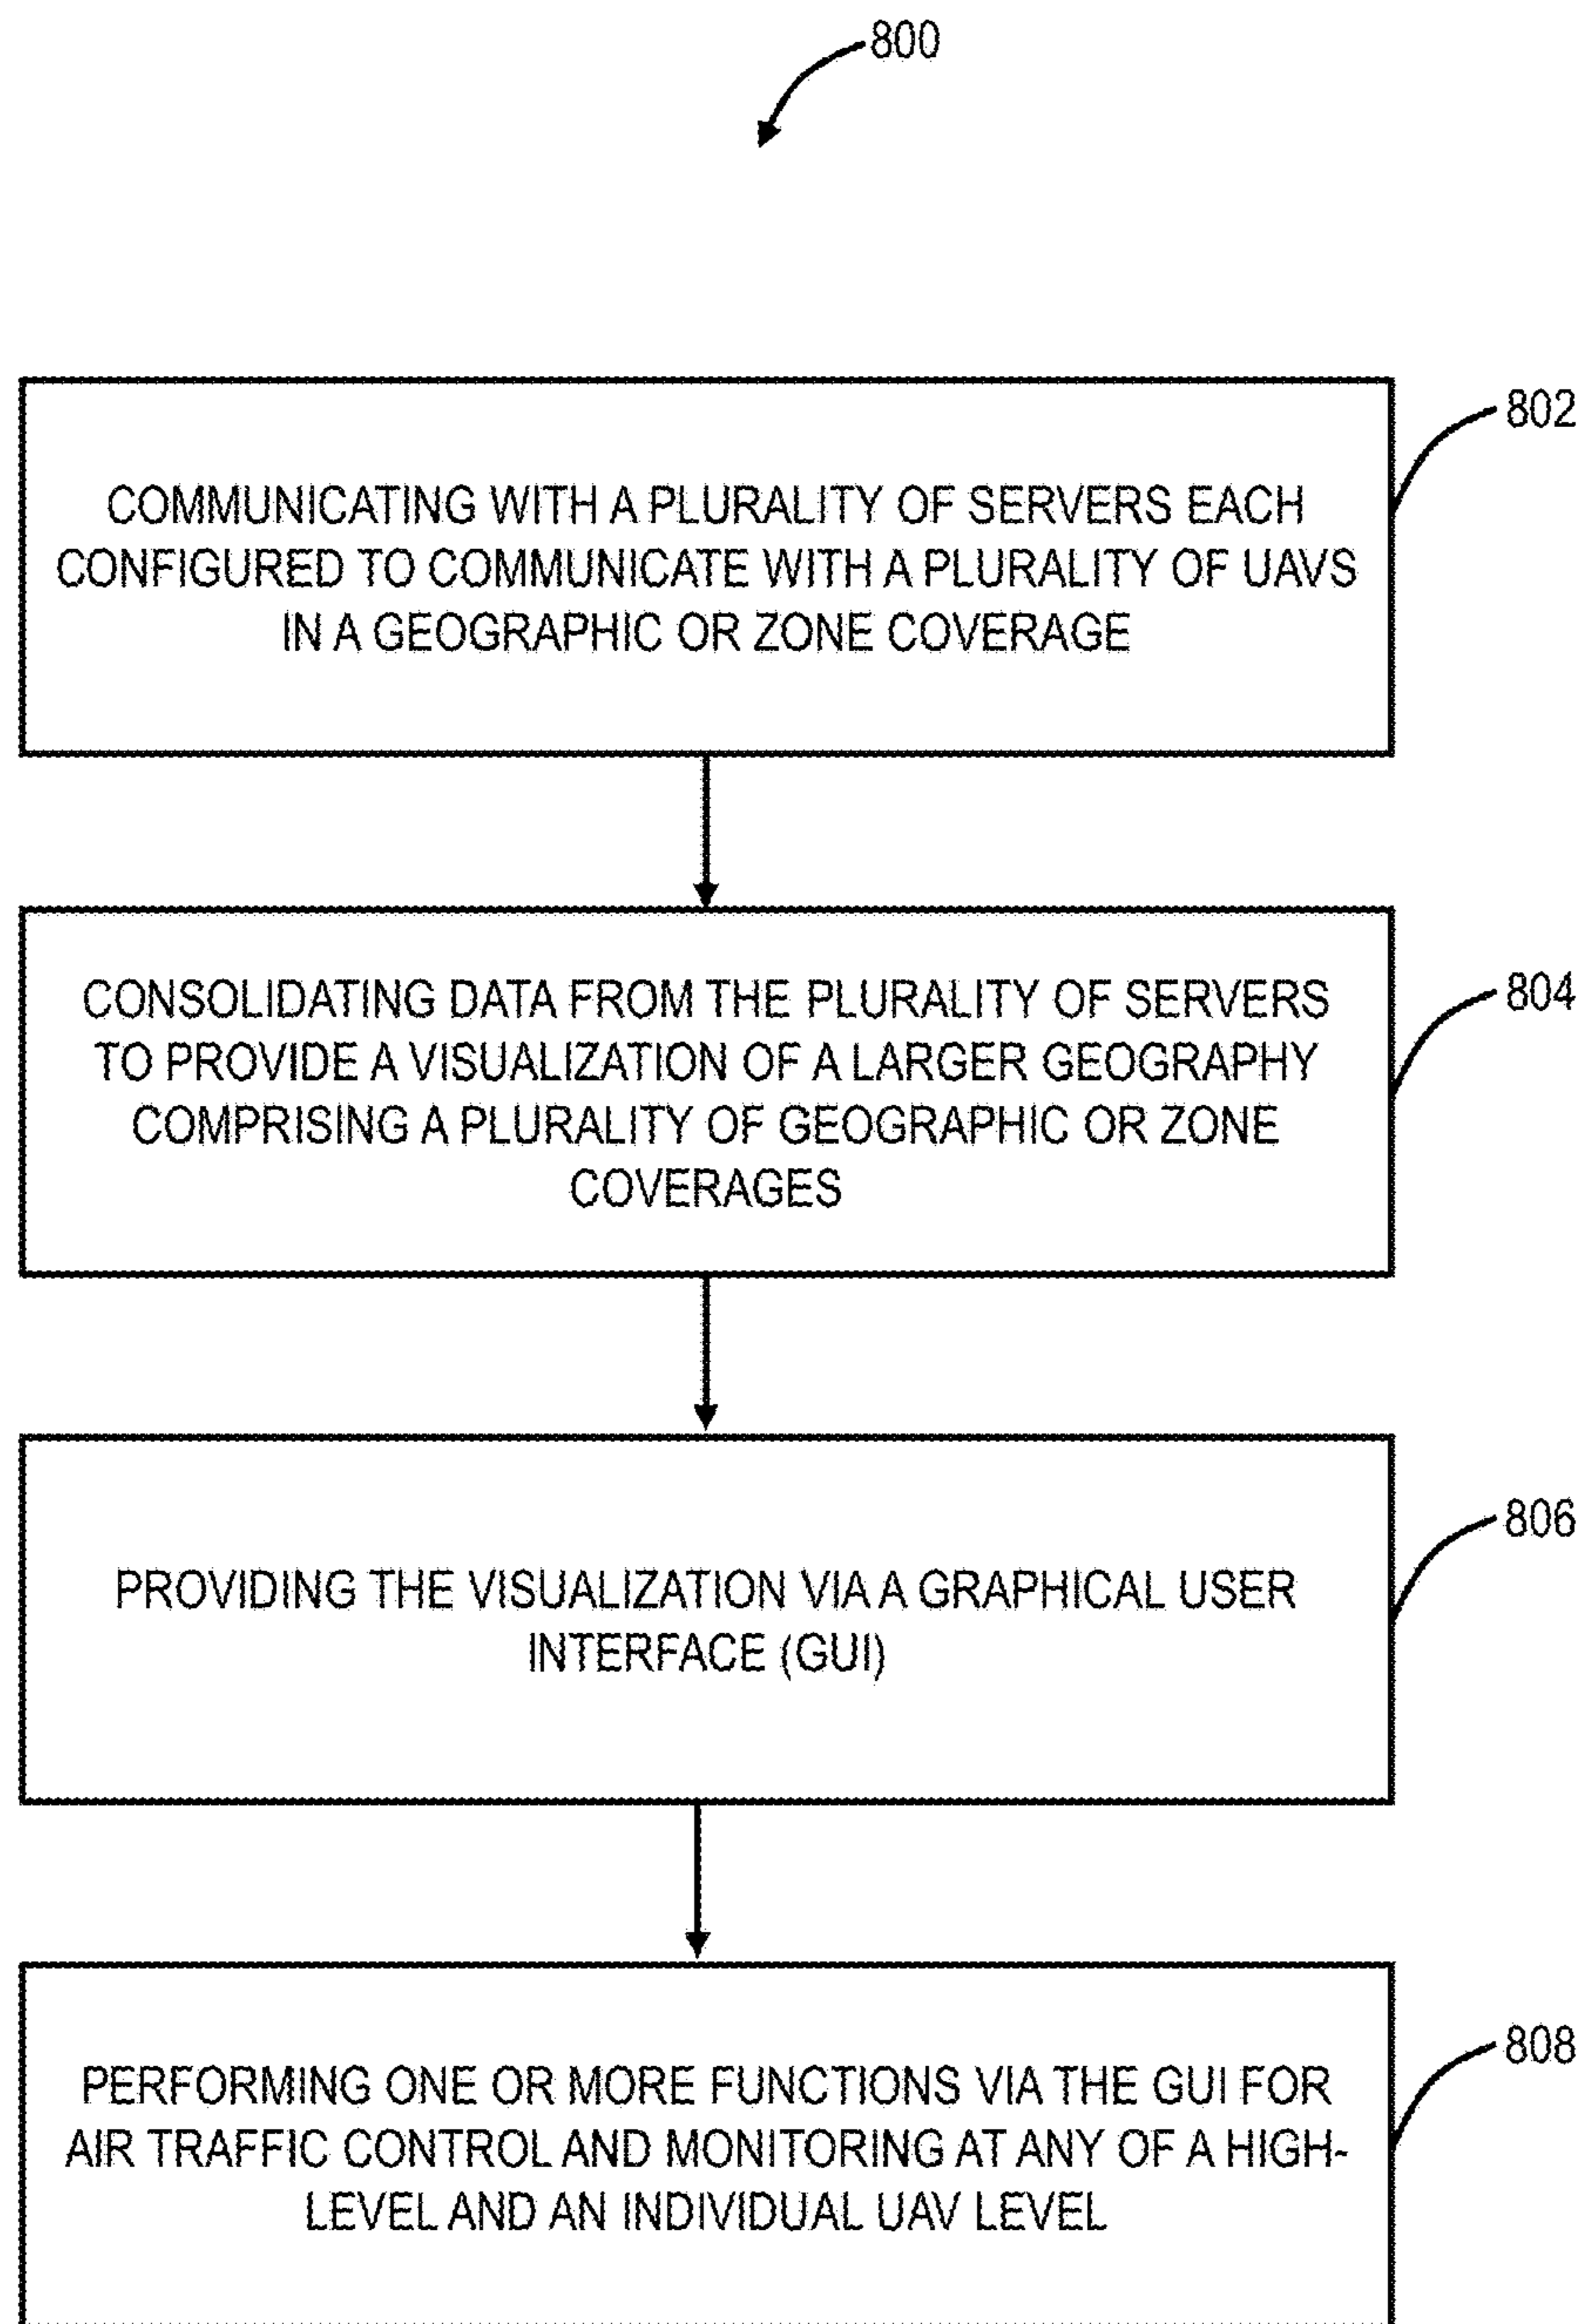 800
COMMUNICATING WITH A PLURALITY OF SERVERS EACH
CONFIGURED TO COMMUNICATE WITH A PLURALITY OF UAVS
IN A GEOGRAPHIC OR ZONE COVERAGE
802
CONSOLIDATING DATA FROM THE PLURALITY OF SERVERS
TO PROVIDE A VISUALIZATION OF A LARGER GEOGRAPHY
COMPRISING A PLURALITY OF GEOGRAPHIC OR ZONE
COVERAGES
804
PROVIDING THE VISUALIZATION VIA A GRAPHICAL USER
INTERFACE (GUI)
806
PERFORMING ONE OR MORE FUNCTIONS VIA THE GUI FOR
AIR TRAFFIC CONTROL AND MONITORING AT ANY OF A HIGH-
LEVEL AND AN INDIVIDUAL UAV LEVEL
808